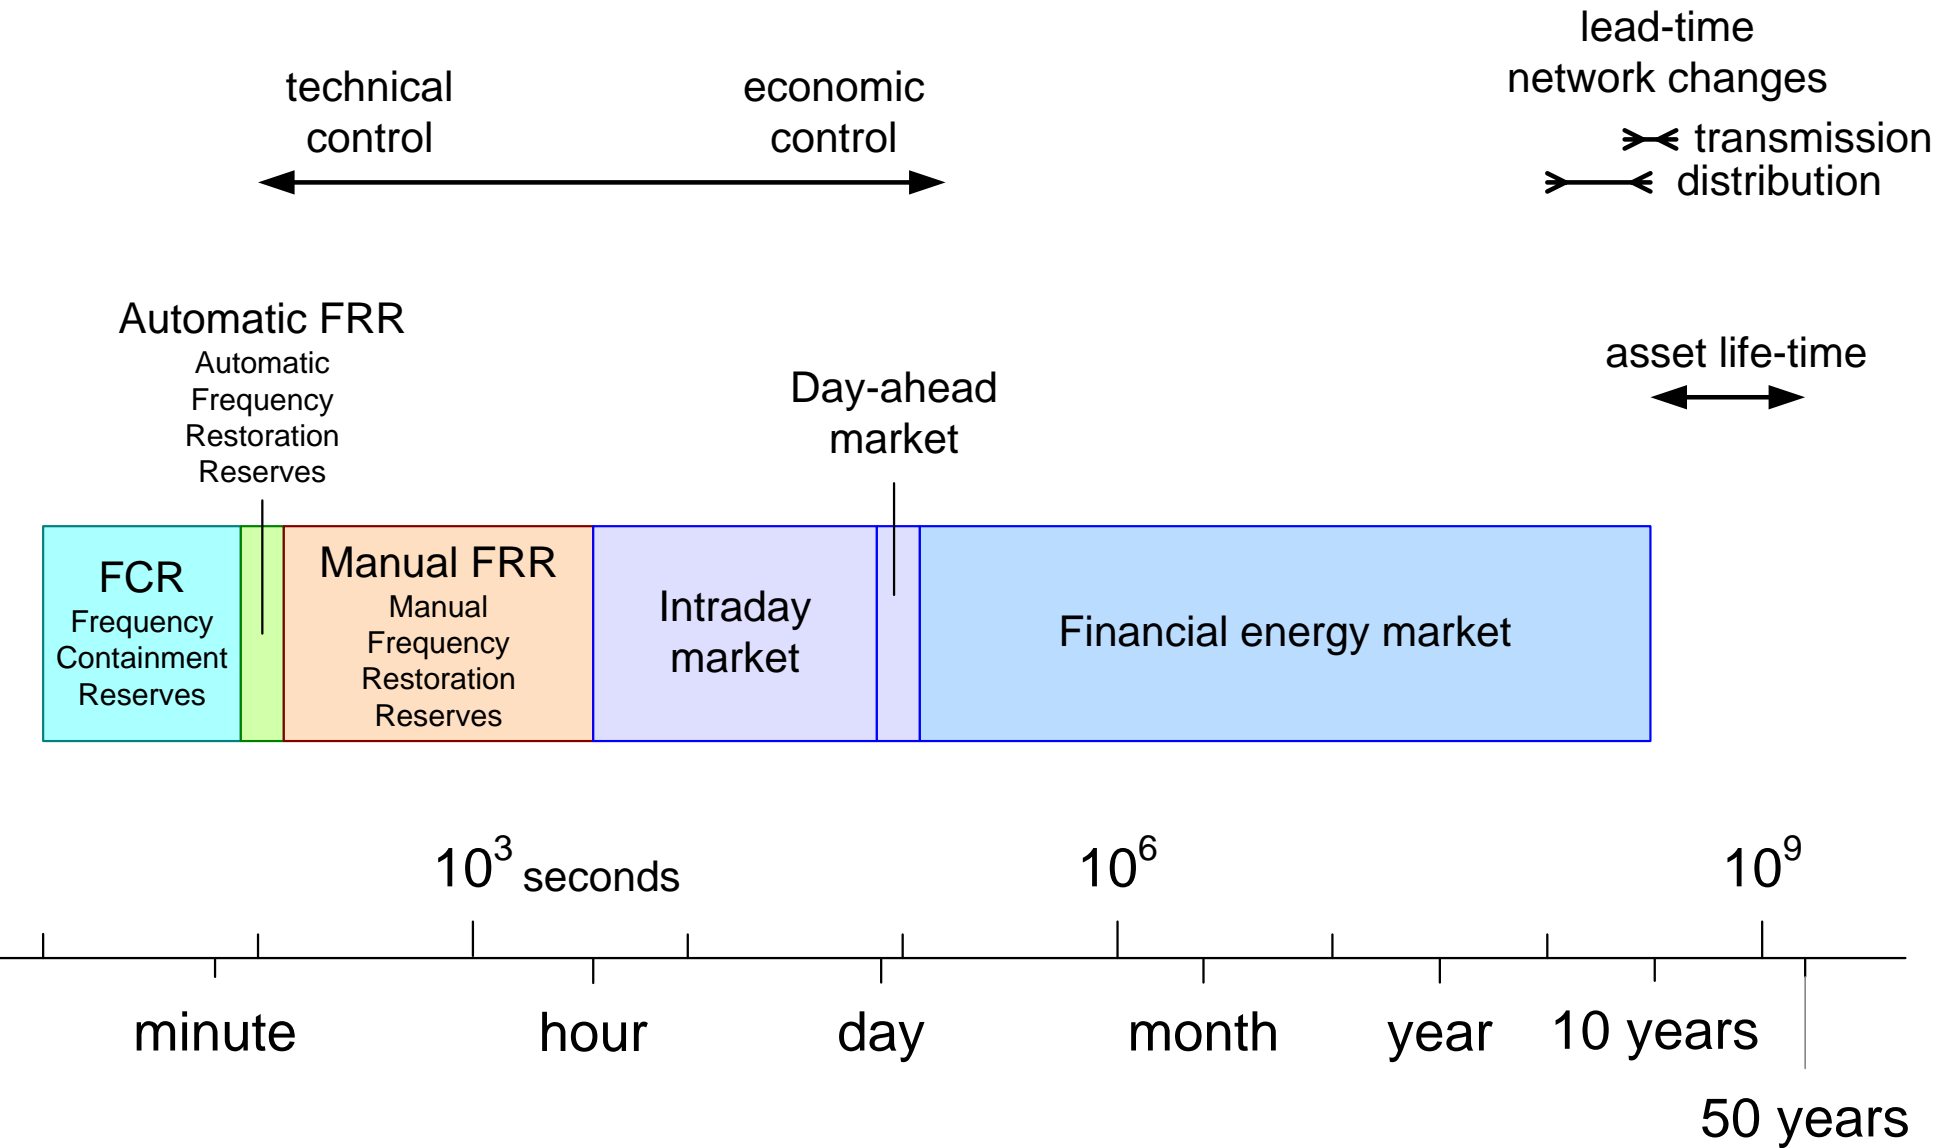 lead-time
network changes
transmission
distribution
technical
control
economic
control
Automatic FRR
Automatic
Frequency
Restoration
Reserves
Day-ahead
market
asset life-time
FCR
Frequency
Containment
Reserves
Manual FRR
Manual
Frequency
Restoration
Reserves
Intraday
market
Financial energy market
10³ seconds
10⁶
10⁹
minute
hour
day
month
year
10 years
50 years